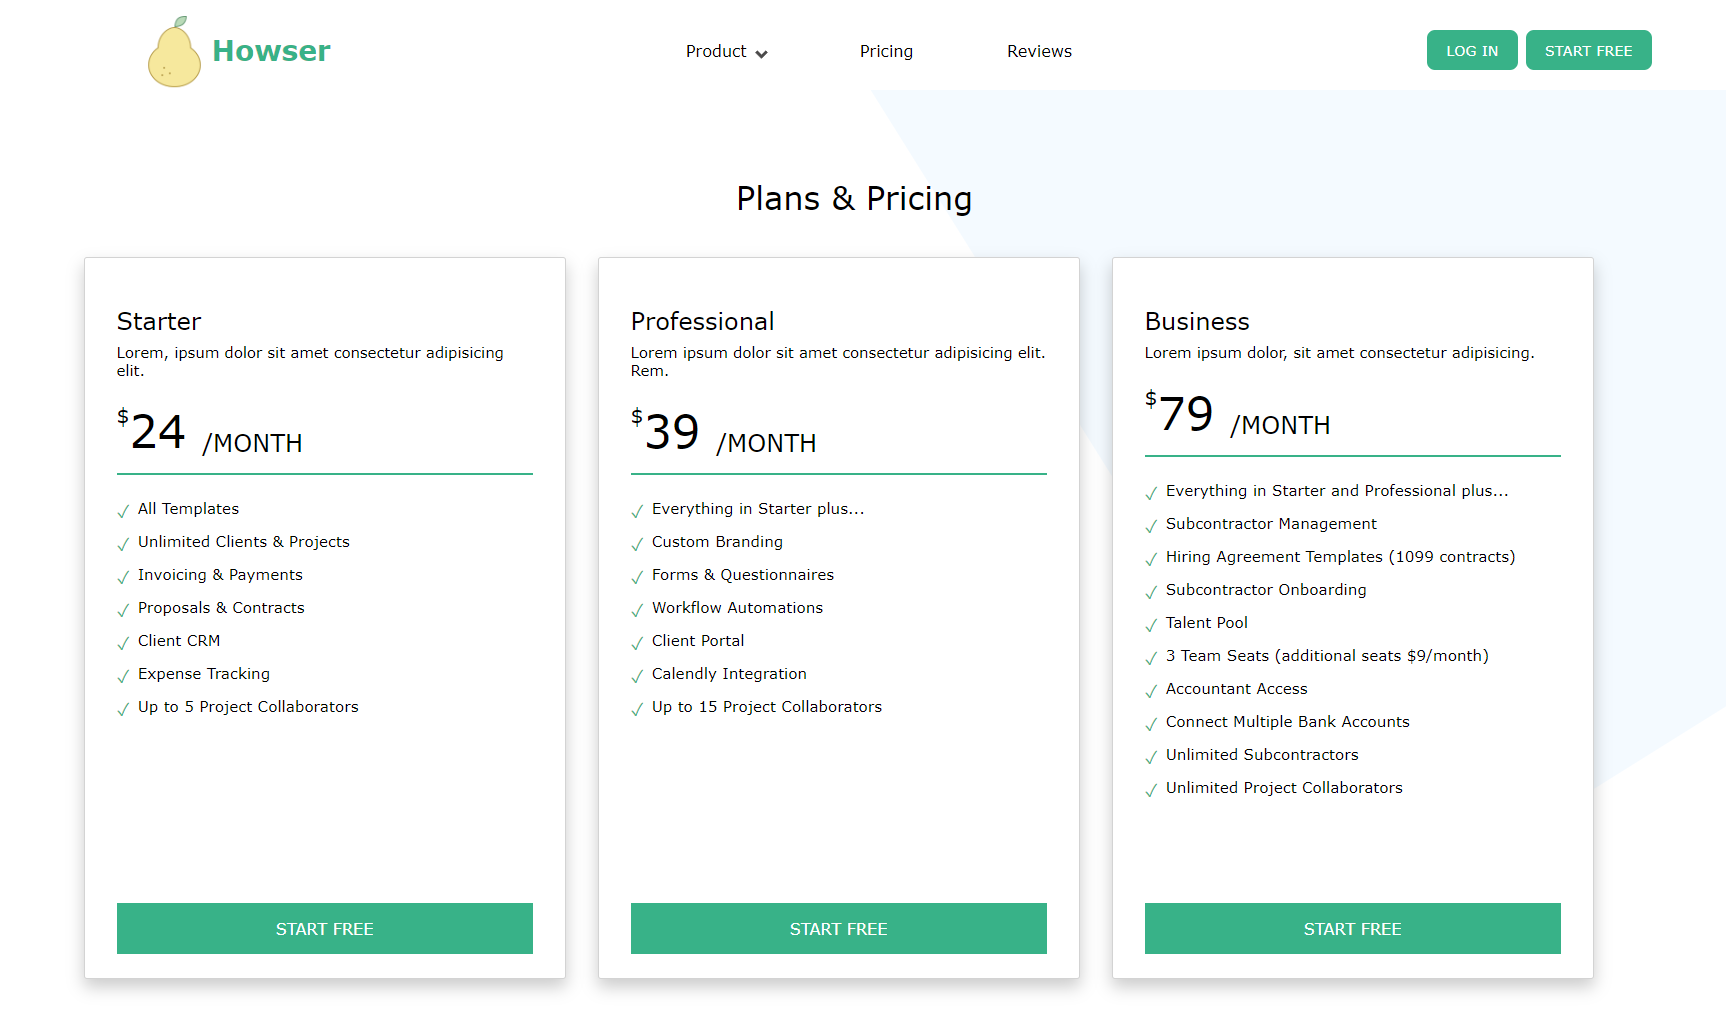 Howser
Product
Pricing
Reviews
LOG IN
START FREE
Plans & Pricing
Starter
Lorem, ipsum dolor sit amet consectetur adipisicing
elit.
$24 /MONTH
All Templates
Unlimited Clients & Projects
Invoicing & Payments
Proposals & Contracts
Client CRM
Expense Tracking
Up to 5 Project Collaborators
START FREE
Professional
Lorem ipsum dolor sit amet consectetur adipisicing elit.
Rem.
$39 /MONTH
Everything in Starter plus...
Custom Branding
Forms & Questionnaires
Workflow Automations
Client Portal
Calendly Integration
Up to 15 Project Collaborators
START FREE
Business
Lorem ipsum dolor, sit amet consectetur adipisicing.
$79 /MONTH
Everything in Starter and Professional plus...
Subcontractor Management
Hiring Agreement Templates (1099 contracts)
Subcontractor Onboarding
Talent Pool
3 Team Seats (additional seats $9/month)
Accountant Access
Connect Multiple Bank Accounts
Unlimited Subcontractors
Unlimited Project Collaborators
START FREE